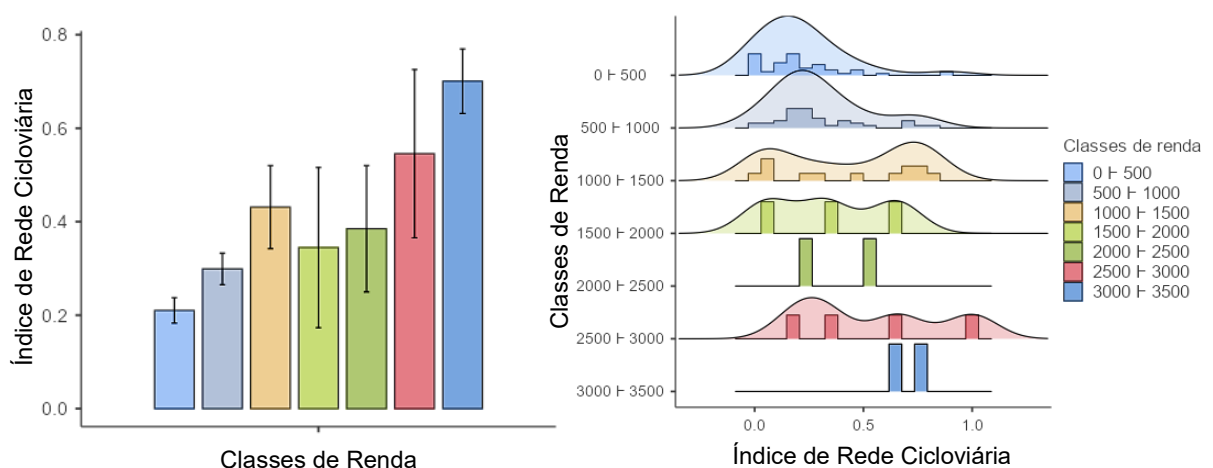 Índice de Rede Cicloviária
0.8
0.6
0.4
0.2
0.0
Classes de Renda
Classes de Renda
0 Ͱ 500
500 Ͱ 1000
1000 Ͱ 1500
1500 Ͱ 2000
2000 Ͱ 2500
2500 Ͱ 3000
3000 Ͱ 3500
0.0 0.5 1.0
Índice de Rede Cicloviária
Classes de renda
0 Ͱ 500
500 Ͱ 1000
1000 Ͱ 1500
1500 Ͱ 2000
2000 Ͱ 2500
2500 Ͱ 3000
3000 Ͱ 3500